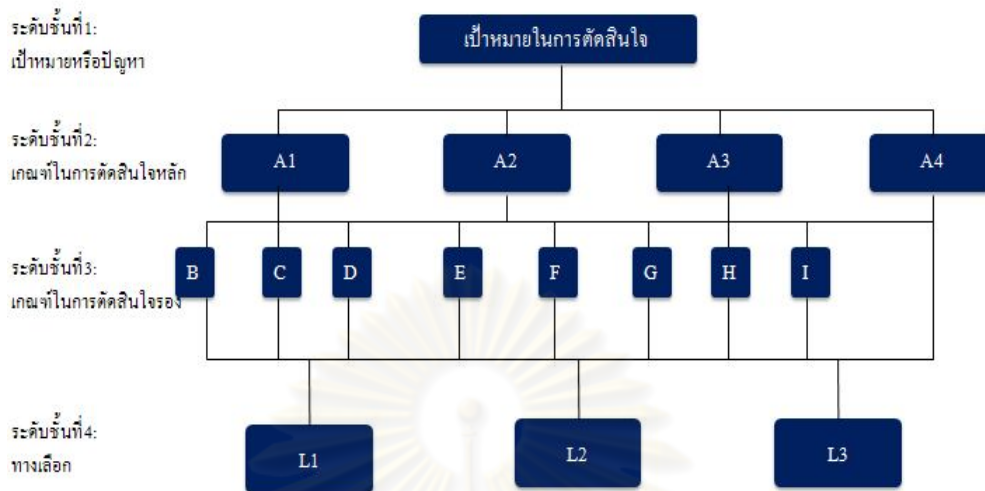 ระดับชั้นที่1:
เป้าหมายหรือปัญหา
เป้าหมายในการตัดสินใจ
ระดับชั้นที่2:
เกณฑ์ในการตัดสินใจหลัก
A1
A2
A3
A4
ระดับชั้นที่3:
เกณฑ์ในการตัดสินใจรอง
B
C
D
E
F
G
H
I
ระดับชั้นที่4:
ทางเลือก
L1
L2
L3